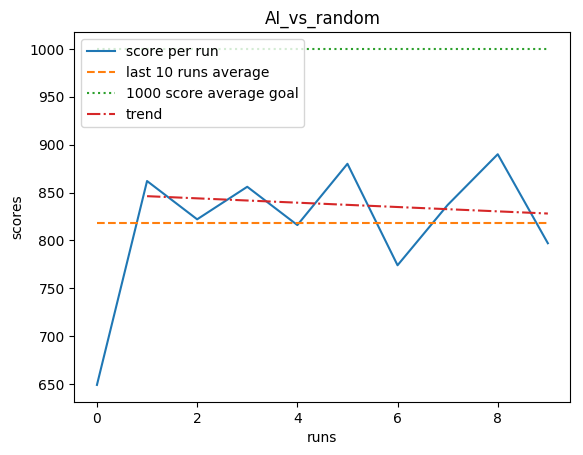 AI_vs_random
score per run
last 10 runs average
1000 score average goal
trend
scores
1000
950
900
850
800
750
700
650
0 2 4 6 8
runs